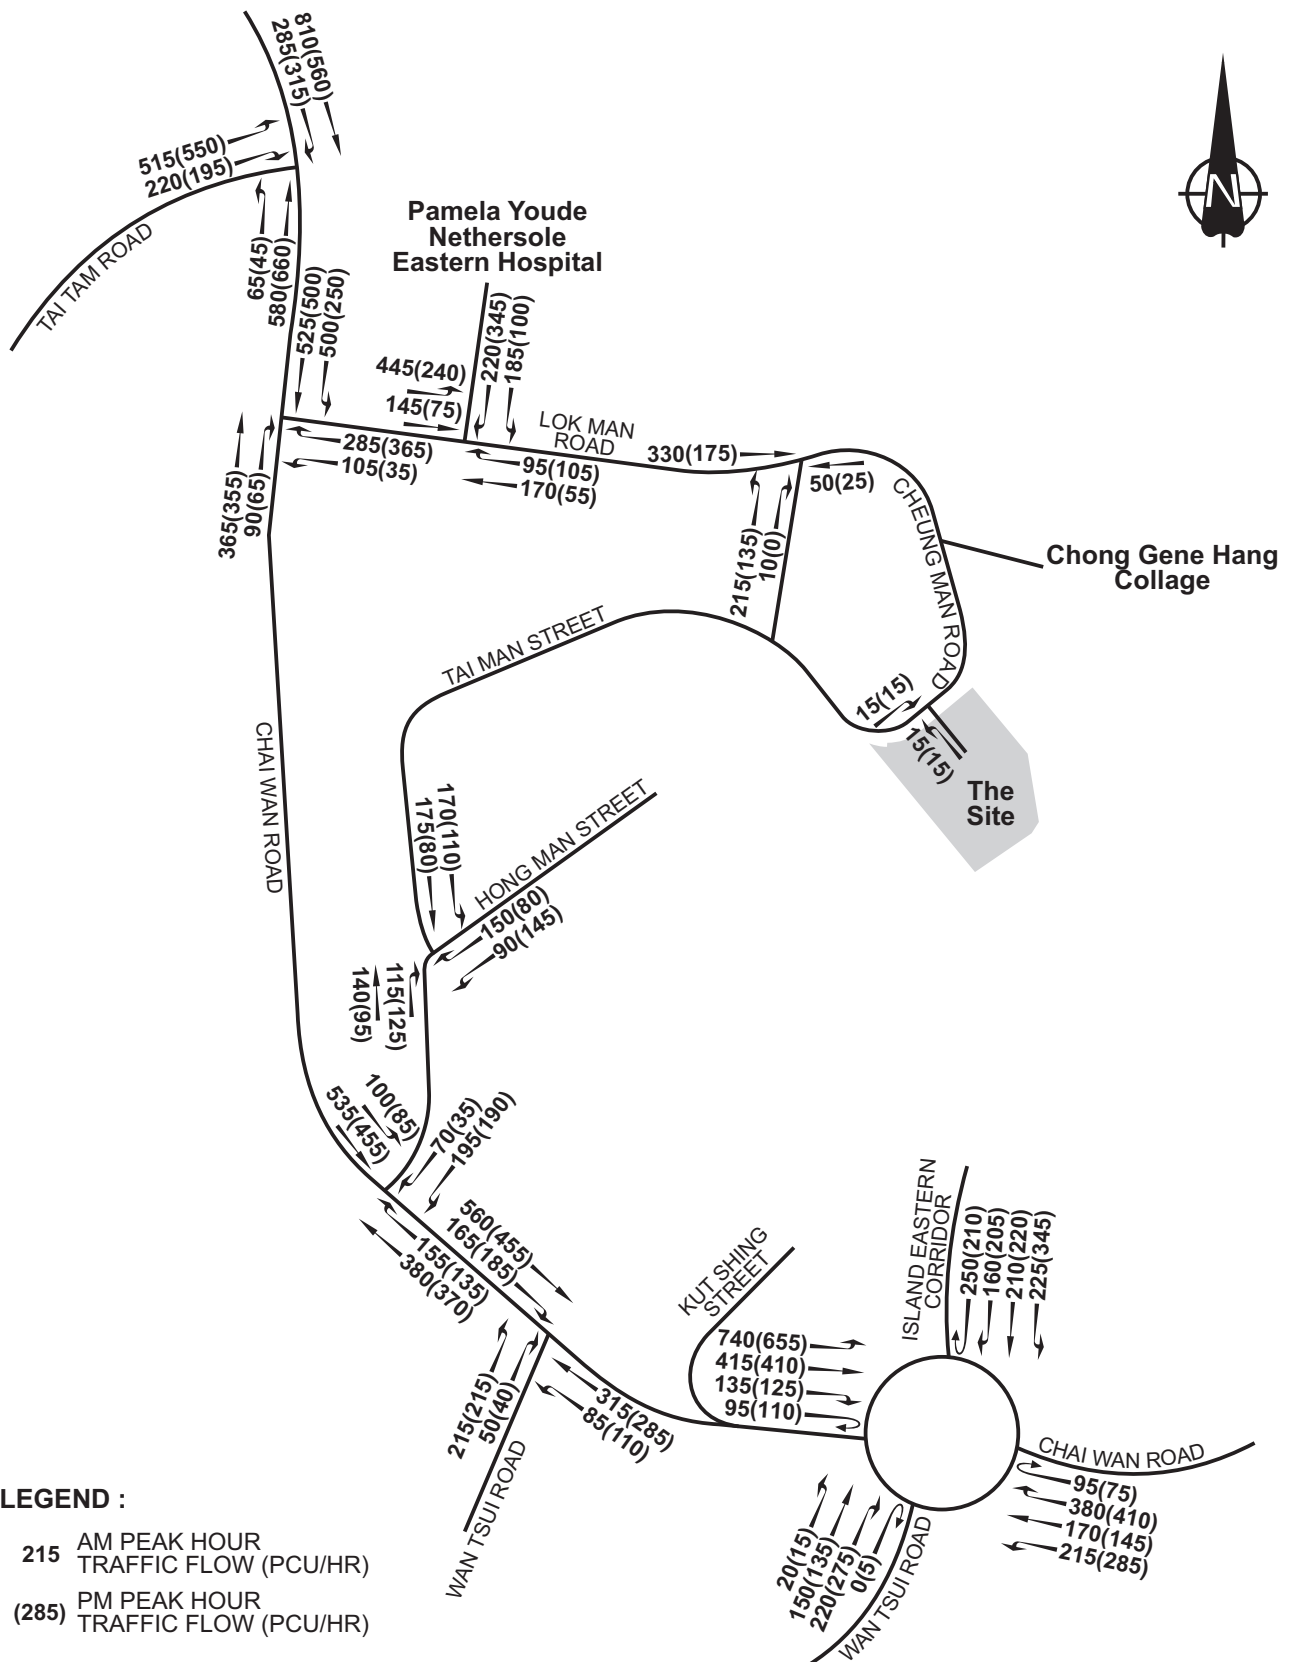 810(560)
285(315)
515(550)
220(195)
TAI TAM ROAD
65(45)
580(660)
525(500)
500(250)
Pamela Youde
Nethersole
Eastern Hospital
N
445(240)
145(75)
220(345)
185(100)
LOK MAN
ROAD
285(365)
105(35)
95(105)
170(55)
330(175)
50(25)
365(355)
90(65)
215(135)
10(0)
CHEUNG MAN ROAD
Chong Gene Hang
Collage
TAI MAN STREET
15(15)
15(15)
The
Site
CHAI WAN ROAD
170(110)
175(80)
HONG MAN STREET
150(80)
90(145)
115(125)
140(95)
100(85)
535(455)
70(35)
195(190)
560(455)
165(185)
155(135)
380(370)
215(215)
50(40)
WAN TSUI ROAD
315(285)
85(110)
KUT SHING
STREET
740(655)
415(410)
135(125)
95(110)
ISLAND EASTERN
CORRIDOR
250(210)
160(205)
210(220)
225(345)
CHAI WAN ROAD
95(75)
380(410)
170(145)
215(285)
20(15)
150(135)
220(275)
0(5)
WAN TSUI ROAD
LEGEND :
215 AM PEAK HOUR
TRAFFIC FLOW (PCU/HR)
(285) PM PEAK HOUR
TRAFFIC FLOW (PCU/HR)